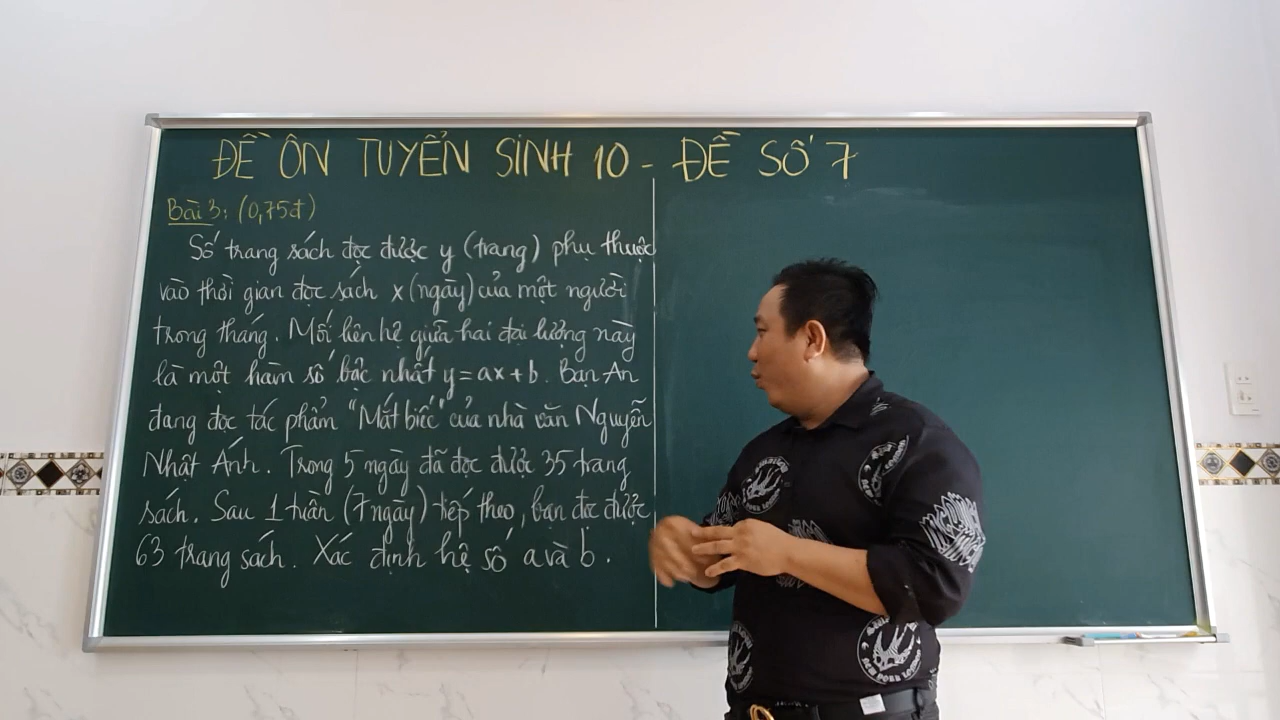 ĐỀ ÔN TUYỂN SINH 10 - ĐỀ SỐ 7
Bài 3: (0,75đ)
Số trang sách đọc được y (trang) phụ thuộc
vào thời gian đọc sách x (ngày) của một người
trong tháng. Mối liên hệ giữa hai đại lượng này
là một hàm số bậc nhất y = ax + b. Bạn An
đang đọc tác phẩm "Mắt biếc" của nhà văn Nguyễn
Nhật Ánh. Trong 5 ngày đã đọc được 35 trang
sách. Sau 1 tuần (7 ngày) tiếp theo, bạn đọc được
63 trang sách. Xác định hệ số a và b.